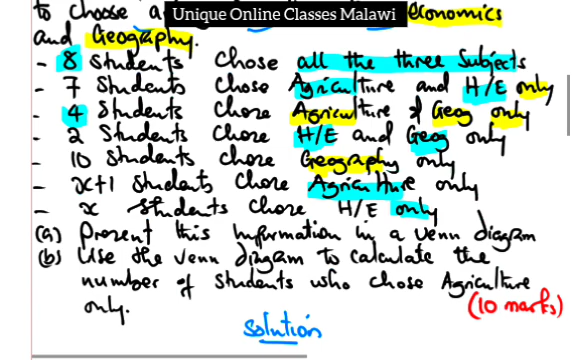 to choose a
Unique Online Classes Malawi
economics
and Geography.
- 8 Students chose all the three Subjects
- 7 Students chose Agriculture and H/E only
- 4 Students chose Agriculture & Geog only
- 2 Students chose H/E and Geog only
- 10 Students chose Geography only
- x+1 Students chose Agriculture only
- x Students chose H/E only
(a) Present this Information in a venn diagram
(b) Use the venn diagram to calculate the
number of students who chose Agriculture
only.
(10 marks)
Solution